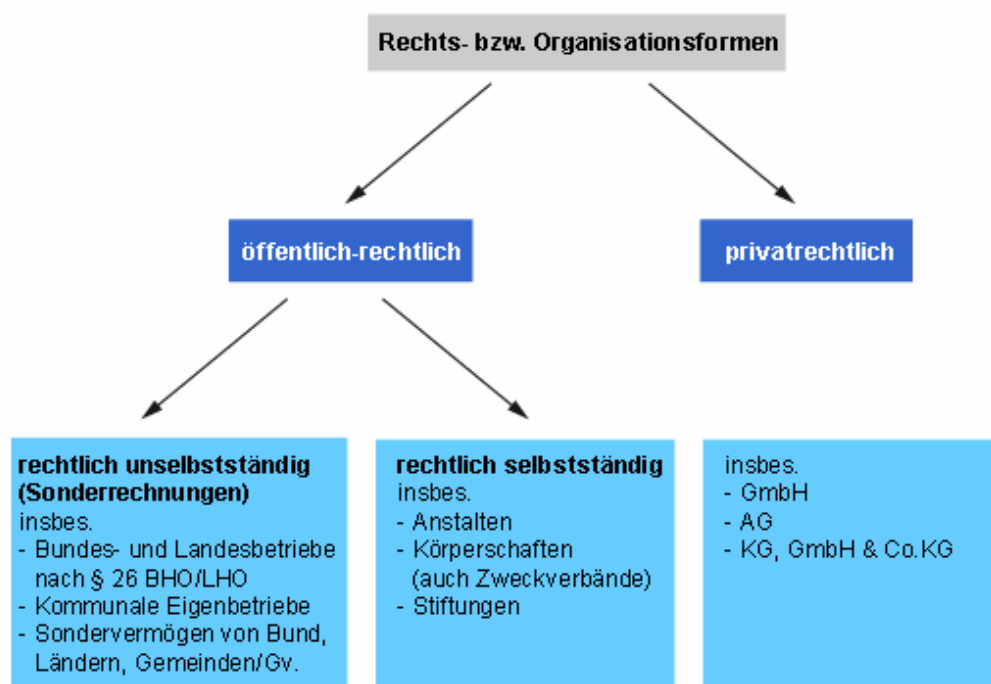 Rechts- bzw. Organisationsformen
öffentlich-rechtlich
privatrechtlich
rechtlich unselbstständig
(Sonderrechnungen)
insbes.
- Bundes- und Landesbetriebe
nach § 26 BHO/LHO
- Kommunale Eigenbetriebe
- Sondervermögen von Bund,
Ländern, Gemeinden/Gv.
rechtlich selbstständig
insbes.
- Anstalten
- Körperschaften
(auch Zweckverbände)
- Stiftungen
insbes.
- GmbH
- AG
- KG, GmbH & Co.KG